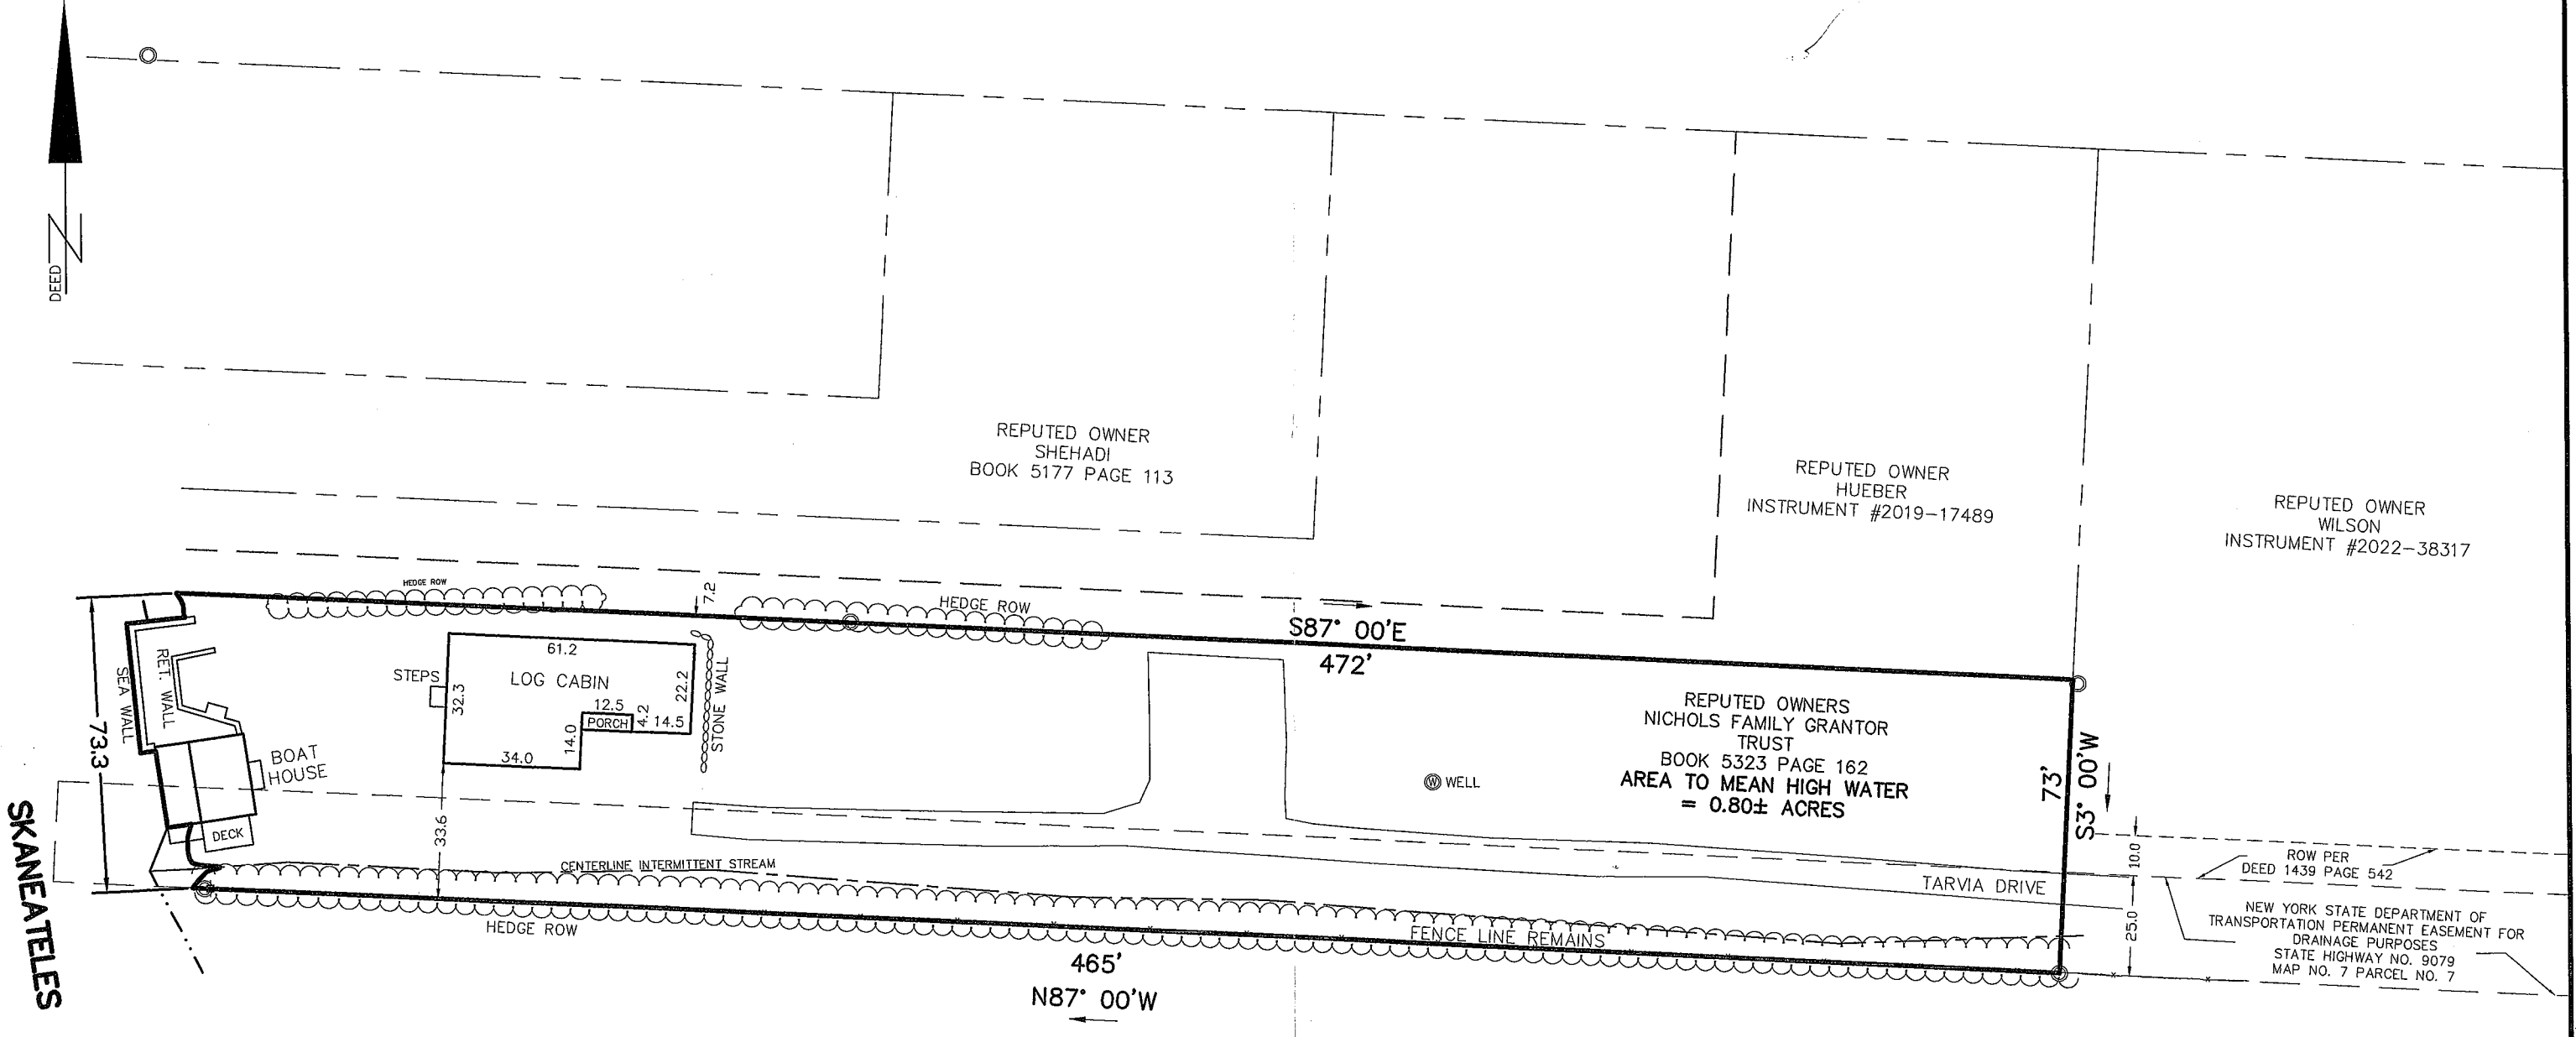 N
DEED
REPUTED OWNER
SHEHADI
BOOK 5177 PAGE 113
REPUTED OWNER
HUEBER
INSTRUMENT #2019-17489
REPUTED OWNER
WILSON
INSTRUMENT #2022-38317
HEDGE ROW
7.2
HEDGE ROW
S87° 00'E
472'
61.2
LOG CABIN
STEPS
32.3
22.2
12.5
PORCH
4.2
14.5
14.0
34.0
STONE WALL
SEA WALL
RET. WALL
73.3
BOAT
HOUSE
DECK
33.6
WELL
W
REPUTED OWNERS
NICHOLS FAMILY GRANTOR
TRUST
BOOK 5323 PAGE 162
AREA TO MEAN HIGH WATER
= 0.80± ACRES
73'
S3° 00'W
10.0
25.0
ROW PER
DEED 1439 PAGE 542
TARVIA DRIVE
NEW YORK STATE DEPARTMENT OF
TRANSPORTATION PERMANENT EASEMENT FOR
DRAINAGE PURPOSES
STATE HIGHWAY NO. 9079
MAP NO. 7 PARCEL NO. 7
CENTERLINE INTERMITTENT STREAM
HEDGE ROW
FENCE LINE REMAINS
465'
N87° 00'W
SKANEATELES